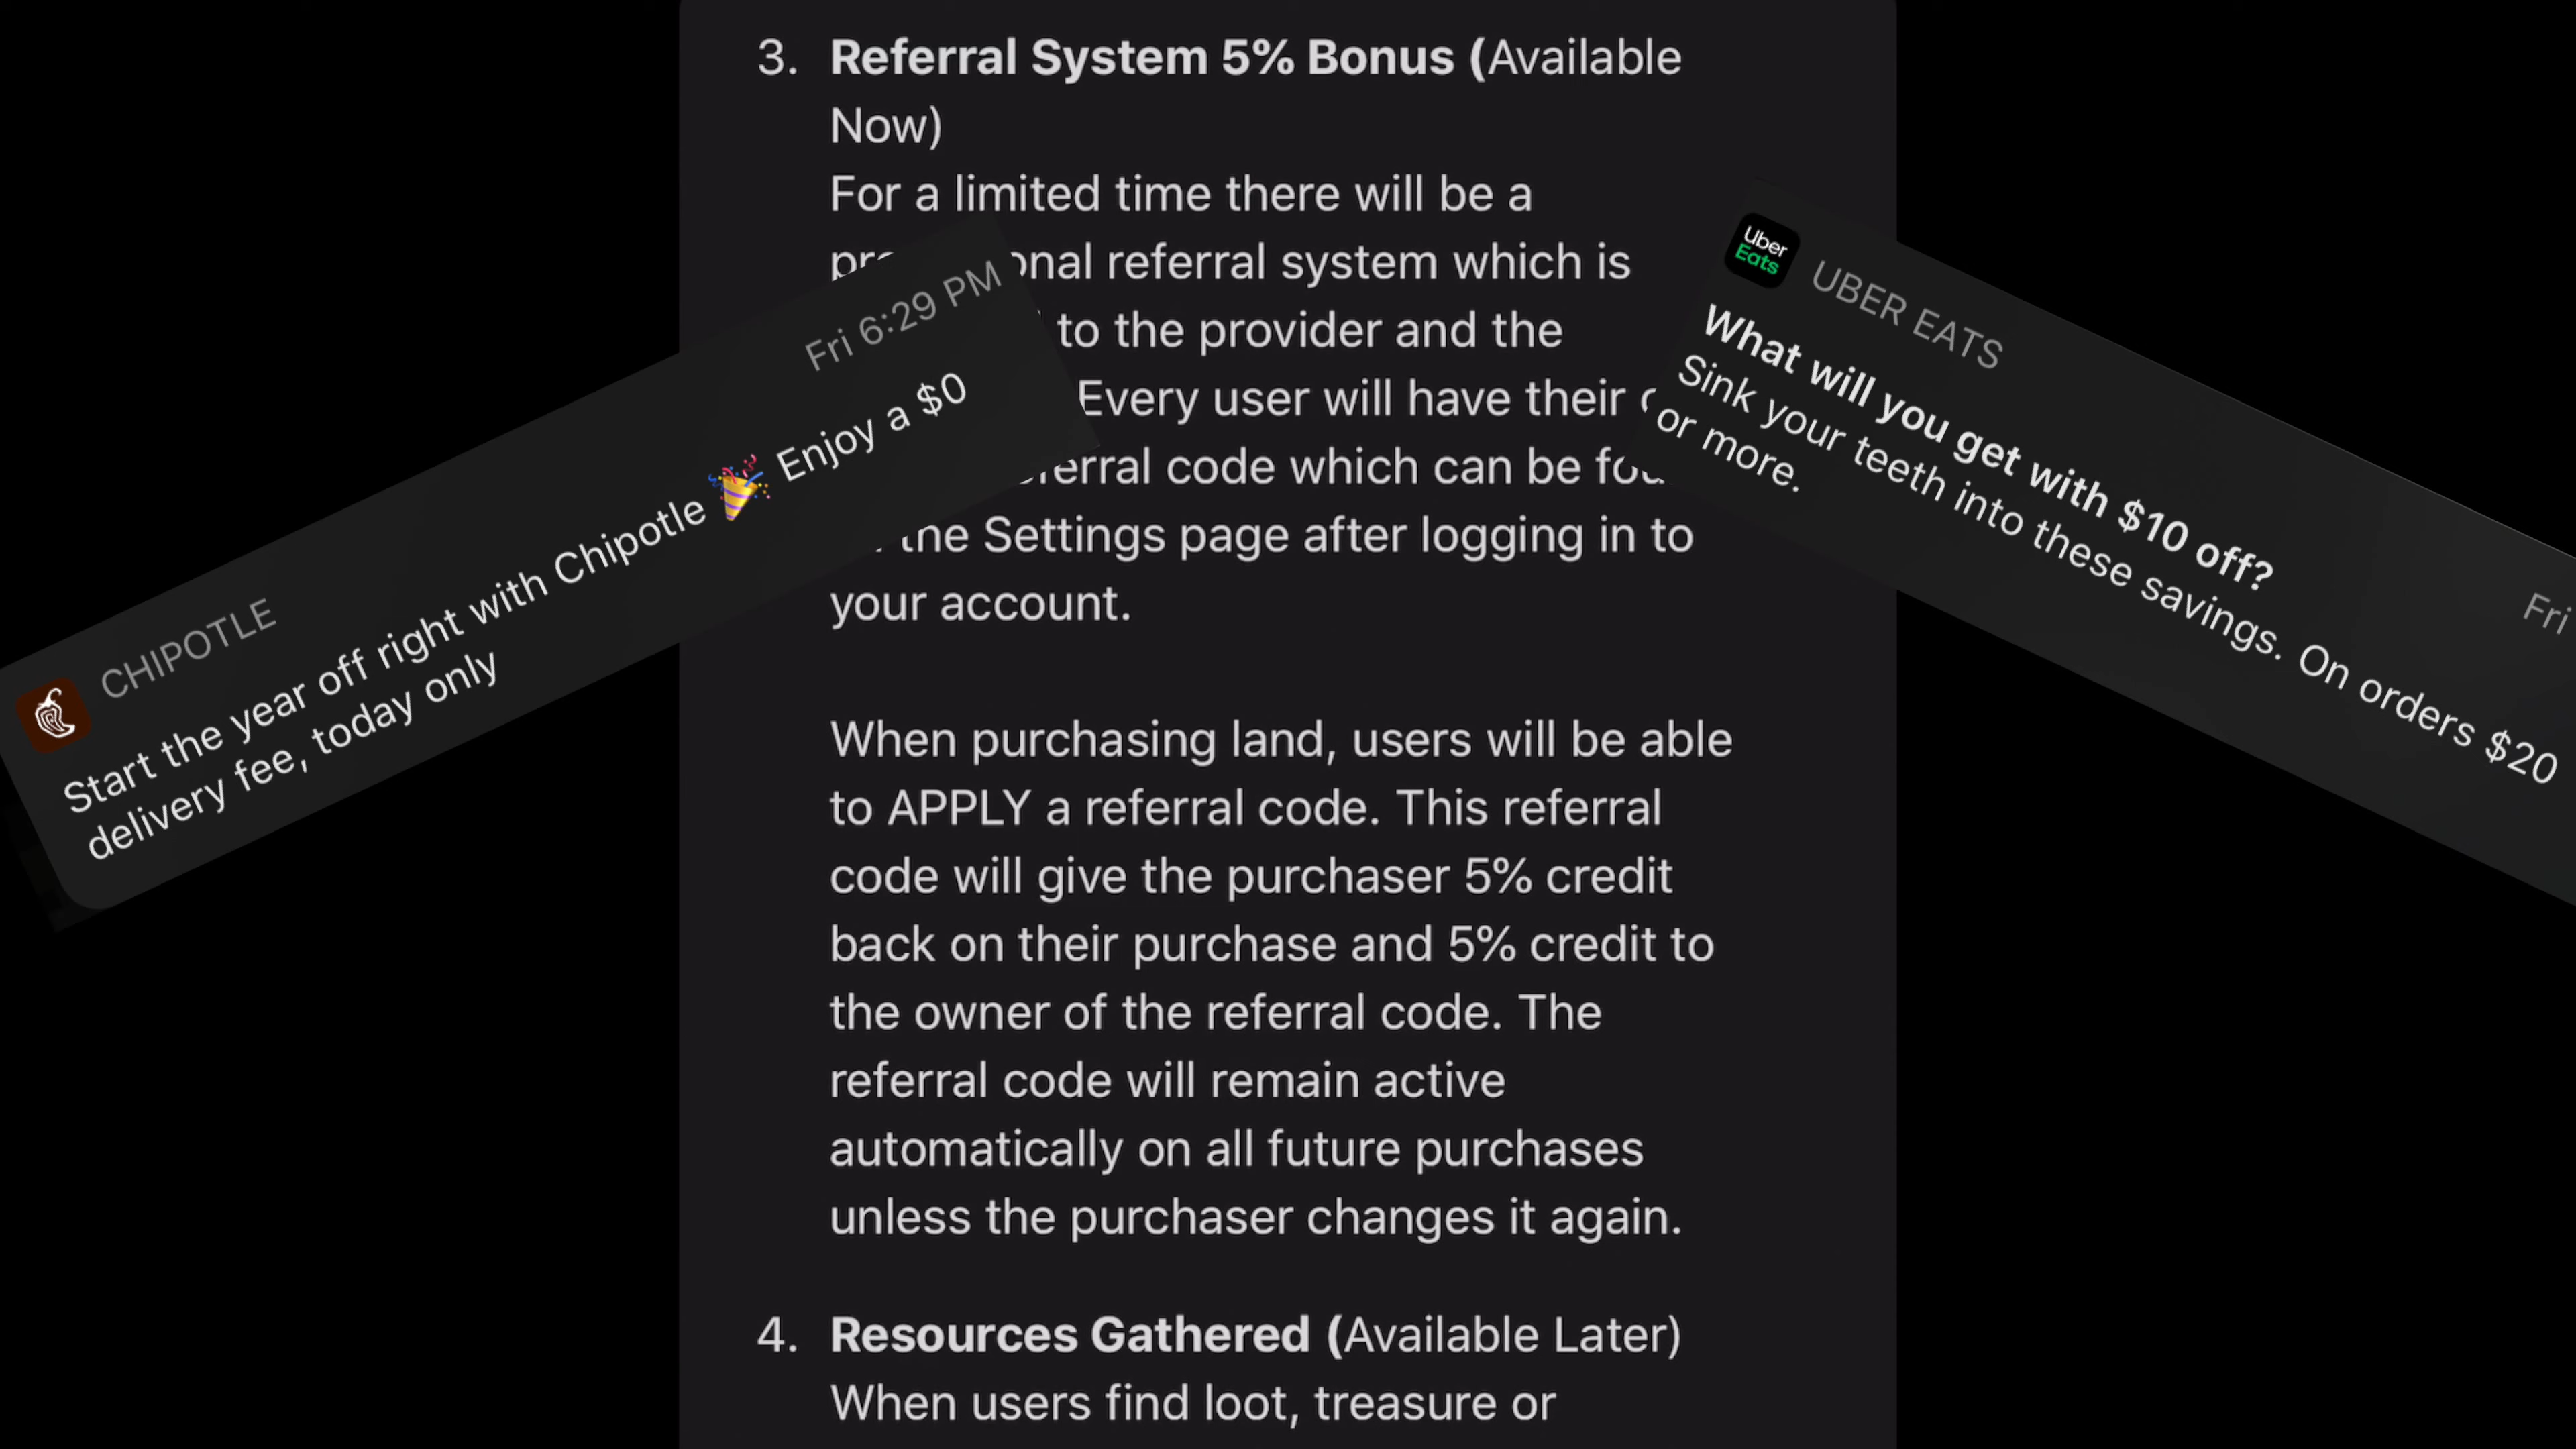 3. Referral System 5% Bonus (Available
Now)
For a limited time there will be a
onal referral system which is
to the provider and the
Every user will have their
code which can be
the Settings page after logging in to
your account.
When purchasing land, users will be able
to APPLY a referral code. This referral
code will give the purchaser 5% credit
back on their purchase and 5% credit to
the owner of the referral code. The
referral code will remain active
automatically on all future purchases
unless the purchaser changes it again.
4. Resources Gathered (Available Later)
When users find loot, treasure or
CHIPOTLE
Fri 6:29 PM
Start the year off right with Chipotle 🎉 Enjoy a $0
delivery fee, today only
Uber
Eats
UBER EATS
Fri
What will you get with $10 off?
Sink your teeth into these savings. On orders $20
or more.